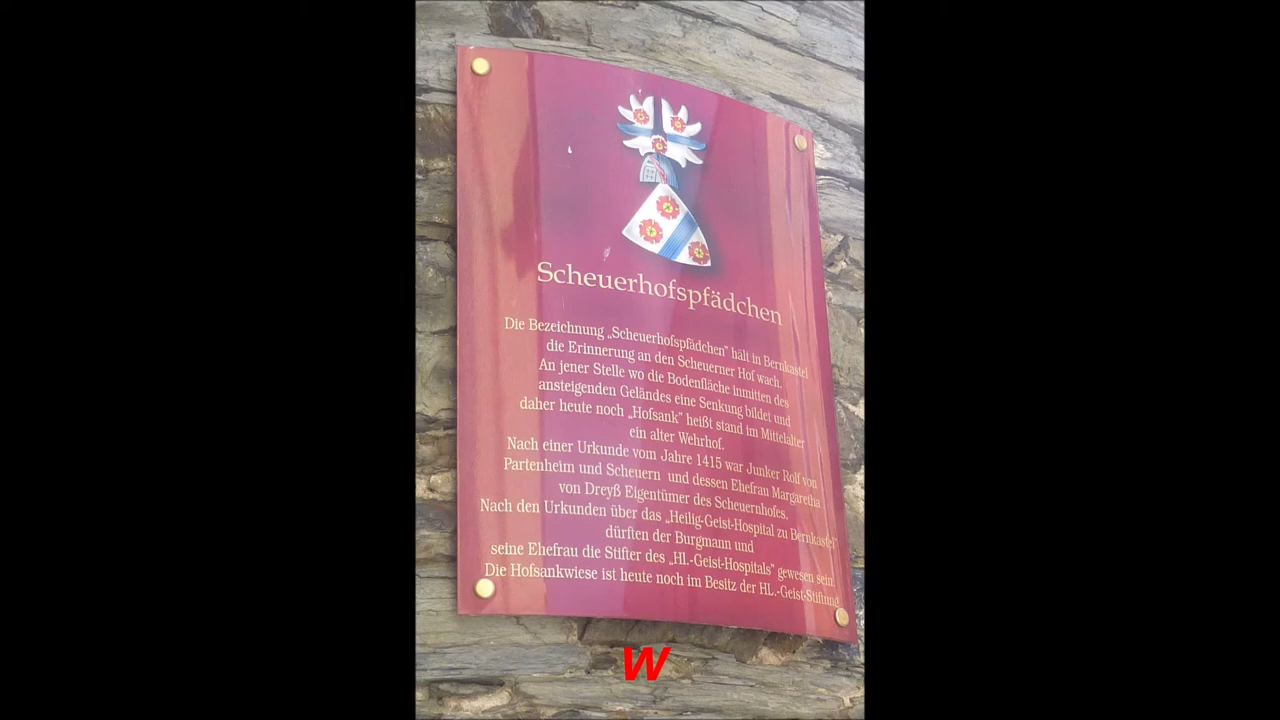 Scheuerhofspfädchen
Die Bezeichnung „Scheuerhofspfädchen” hält in Bernkastel
die Erinnerung an den Scheuerner Hof wach.
An jener Stelle wo die Bodenfläche inmitten des
ansteigenden Geländes eine Senkung bildet und
daher heute noch „Hofsank” heißt stand im Mittelalter
ein alter Wehrhof.
Nach einer Urkunde vom Jahre 1415 war Junker Rolf von
Partenheim und Scheuern und dessen Ehefrau Margaretha
von Dreyß Eigentümer des Scheuernhofes.
Nach den Urkunden über das „Heilig-Geist-Hospital zu Bernkastel”
dürften der Burgmann und
seine Ehefrau die Stifter des „Hl.-Geist-Hospitals” gewesen sein.
Die Hofsankwiese ist heute noch im Besitz der HL.-Geist-Stiftung
W